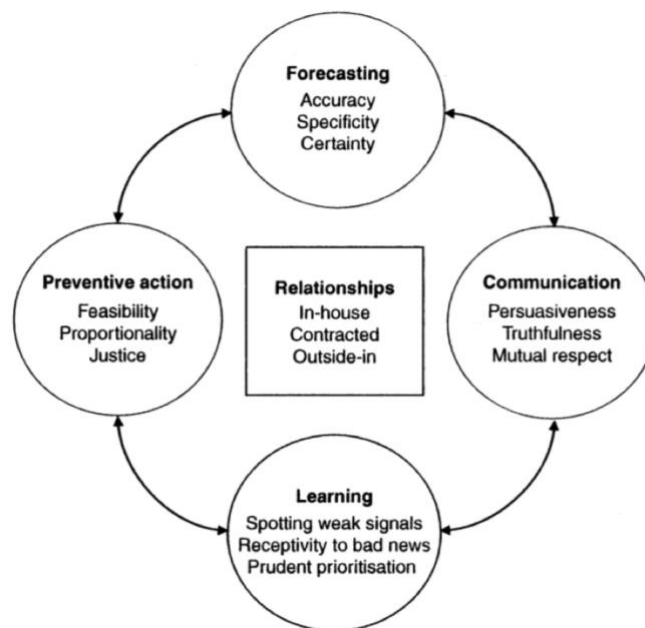 Forecasting
Accuracy
Specificity
Certainty
Preventive action
Feasibility
Proportionality
Justice
Relationships
In-house
Contracted
Outside-in
Communication
Persuasiveness
Truthfulness
Mutual respect
Learning
Spotting weak signals
Receptivity to bad news
Prudent prioritisation